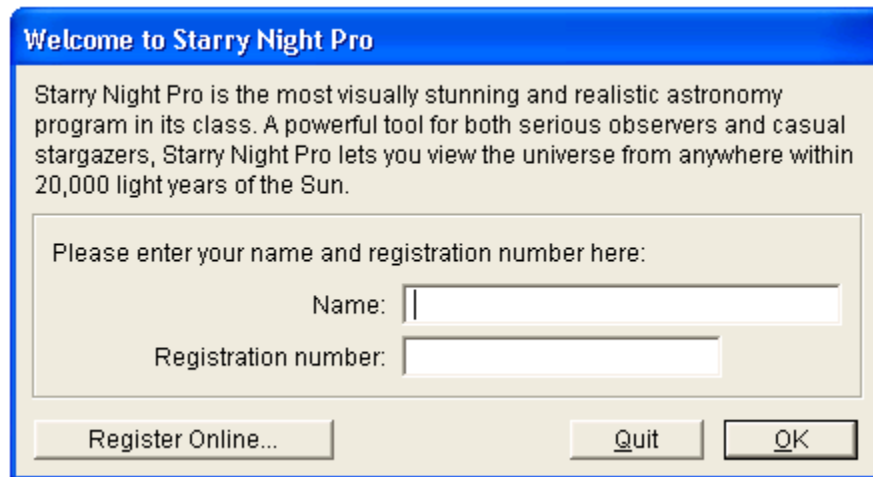 Welcome to Starry Night Pro
Starry Night Pro is the most visually stunning and realistic astronomy
program in its class. A powerful tool for both serious observers and casual
stargazers, Starry Night Pro lets you view the universe from anywhere within
20,000 light years of the Sun.
Please enter your name and registration number here:
Name:
Registration number:
Register Online... Quit OK